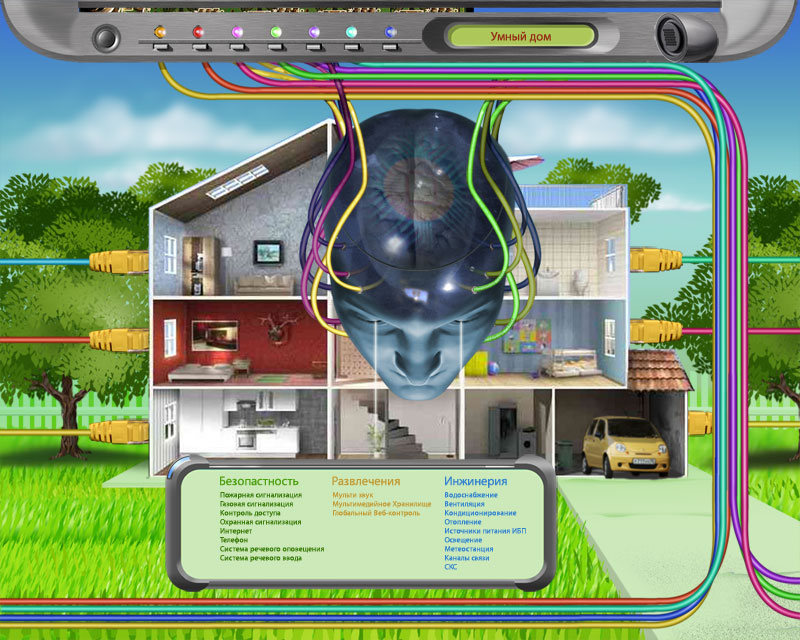 Умный дом
Безопастность
Пожарная сигнализация
Газовая сигнализация
Контроль доступа
Охранная сигнализация
Интернет
Телефон
Система речевого оповещения
Система речевого ввода
Развлечения
Мульти звук
Мультимедийное Хранилище
Глобальный Веб-контроль
Инжинерия
Водоснабжение
Вентиляция
Кондиционирование
Отопление
Источники питания ИБП
Освещение
Метеостанция
Каналы связи
СКС